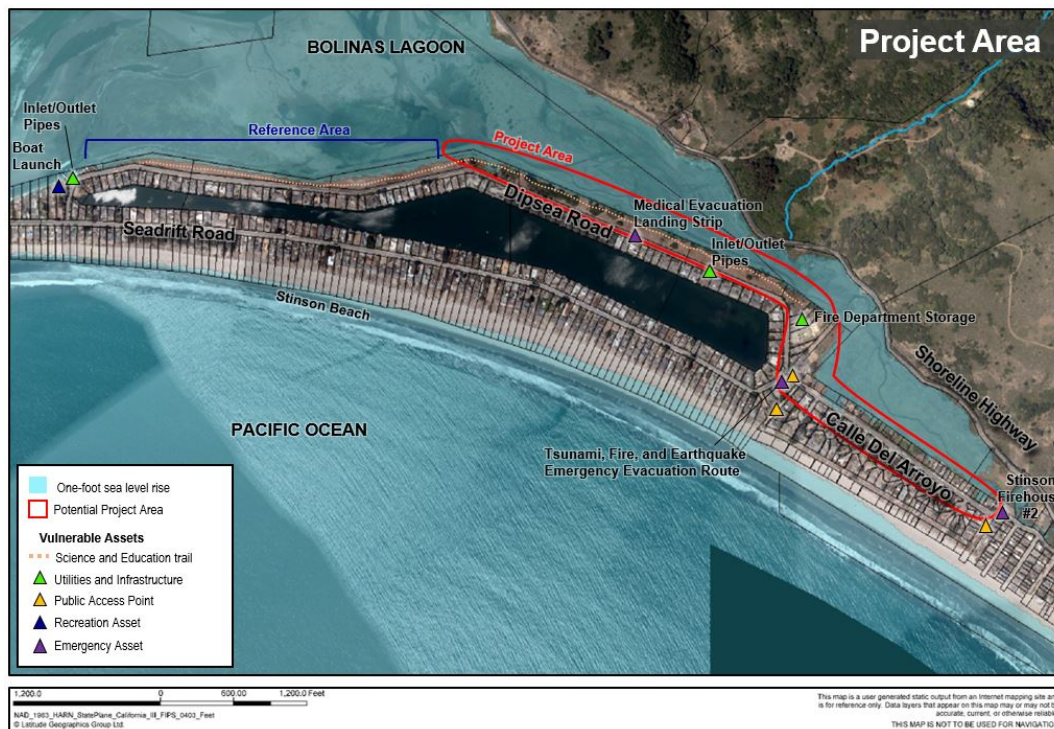 Project Area
BOLINAS LAGOON
Inlet/Outlet
Pipes
Boat
Launch
Reference Area
Project Area
Dipsea Road
Medical Evacuation
Landing Strip
Inlet/Outlet
Pipes
Seadrift Road
Stinson Beach
Fire Department Storage
Shoreline Highway
PACIFIC OCEAN
Tsunami, Fire, and Earthquake
Emergency Evacuation Route
Calle Del Arroyo
Stinson
Firehous
#2
One-foot sea level rise
Potential Project Area
Vulnerable Assets
Science and Education trail
Utilities and Infrastructure
Public Access Point
Recreation Asset
Emergency Asset
1,200.0 0 600.00 1,200.0 Feet
NAD_1983_HARN_StatePlane_California_III_FIPS_0403_Feet
© Latitude Geographics Group Ltd.
This map is a user generated static output from an Internet mapping site an
is for reference only. Data layers that appear on this map may or may not b
accurate, current, or otherwise reliable
THIS MAP IS NOT TO BE USED FOR NAVIGATIO